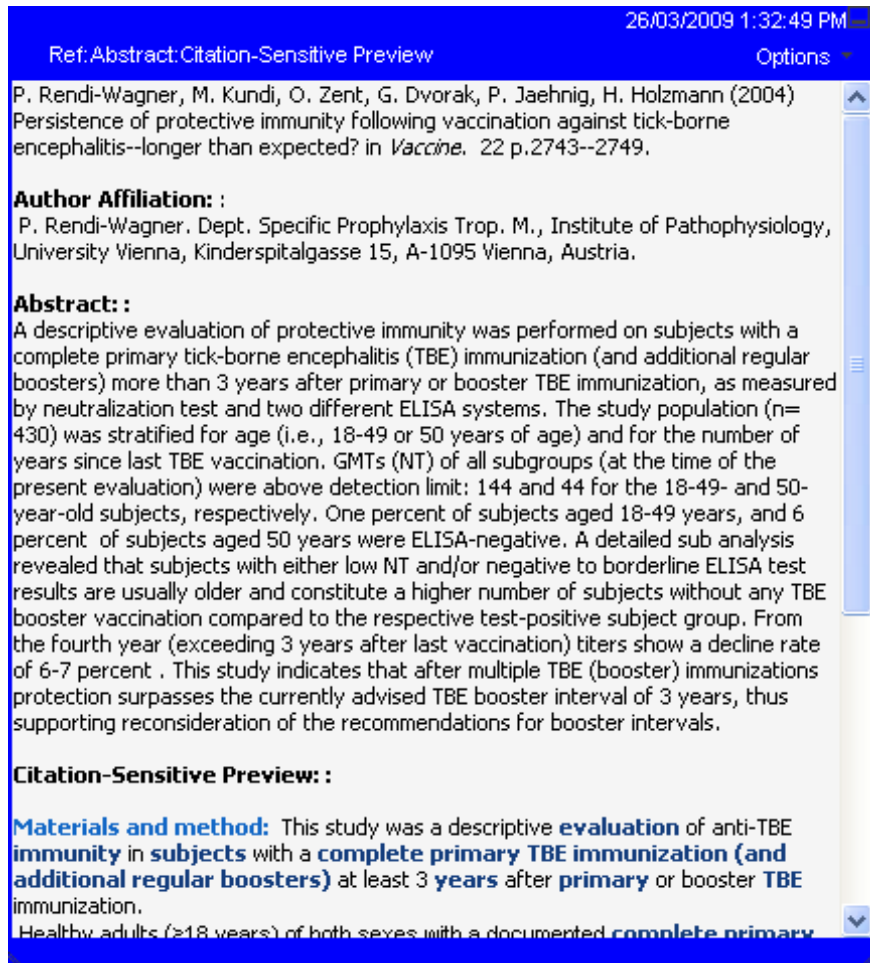 26/03/2009 1:32:49 PM
Ref:Abstract:Citation-Sensitive Preview
Options
P. Rendi-Wagner, M. Kundi, O. Zent, G. Dvorak, P. Jaehnig, H. Holzmann (2004)
Persistence of protective immunity following vaccination against tick-borne
encephalitis--longer than expected? in Vaccine. 22 p.2743--2749.
Author Affiliation: :
P. Rendi-Wagner. Dept. Specific Prophylaxis Trop. M., Institute of Pathophysiology,
University Vienna, Kinderspitalgasse 15, A-1095 Vienna, Austria.
Abstract: :
A descriptive evaluation of protective immunity was performed on subjects with a
complete primary tick-borne encephalitis (TBE) immunization (and additional regular
boosters) more than 3 years after primary or booster TBE immunization, as measured
by neutralization test and two different ELISA systems. The study population (n=
430) was stratified for age (i.e., 18-49 or 50 years of age) and for the number of
years since last TBE vaccination. GMTs (NT) of all subgroups (at the time of the
present evaluation) were above detection limit: 144 and 44 for the 18-49- and 50-
year-old subjects, respectively. One percent of subjects aged 18-49 years, and 6
percent of subjects aged 50 years were ELISA-negative. A detailed sub analysis
revealed that subjects with either low NT and/or negative to borderline ELISA test
results are usually older and constitute a higher number of subjects without any TBE
booster vaccination compared to the respective test-positive subject group. From
the fourth year (exceeding 3 years after last vaccination) titers show a decline rate
of 6-7 percent . This study indicates that after multiple TBE (booster) immunizations
protection surpasses the currently advised TBE booster interval of 3 years, thus
supporting reconsideration of the recommendations for booster intervals.
Citation-Sensitive Preview: :
Materials and method: This study was a descriptive evaluation of anti-TBE
immunity in subjects with a complete primary TBE immunization (and
additional regular boosters) at least 3 years after primary or booster TBE
immunization.
Healthy adults (≥18 years) of both sexes with a documented complete primary